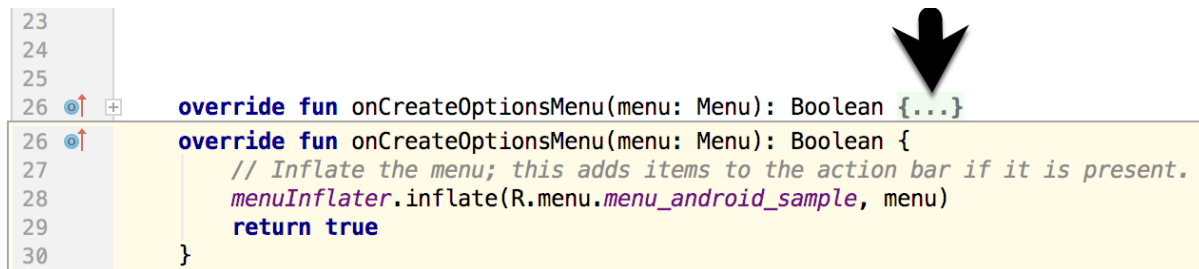 23
24
25
26 override fun onCreateOptionsMenu(menu: Menu): Boolean {...}
26 override fun onCreateOptionsMenu(menu: Menu): Boolean {
27 // Inflate the menu; this adds items to the action bar if it is present.
28 menuInflater.inflate(R.menu.menu_android_sample, menu)
29 return true
30 }